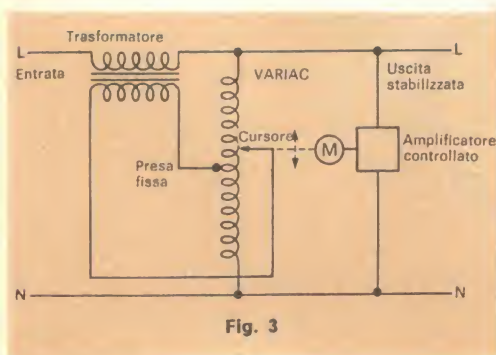 Trasformatore
L
L
Entrata
VARIAC
Uscita
stabilizzata
Cursore
M
Amplificatore
controllato
Presa
fissa
N
N
Fig. 3